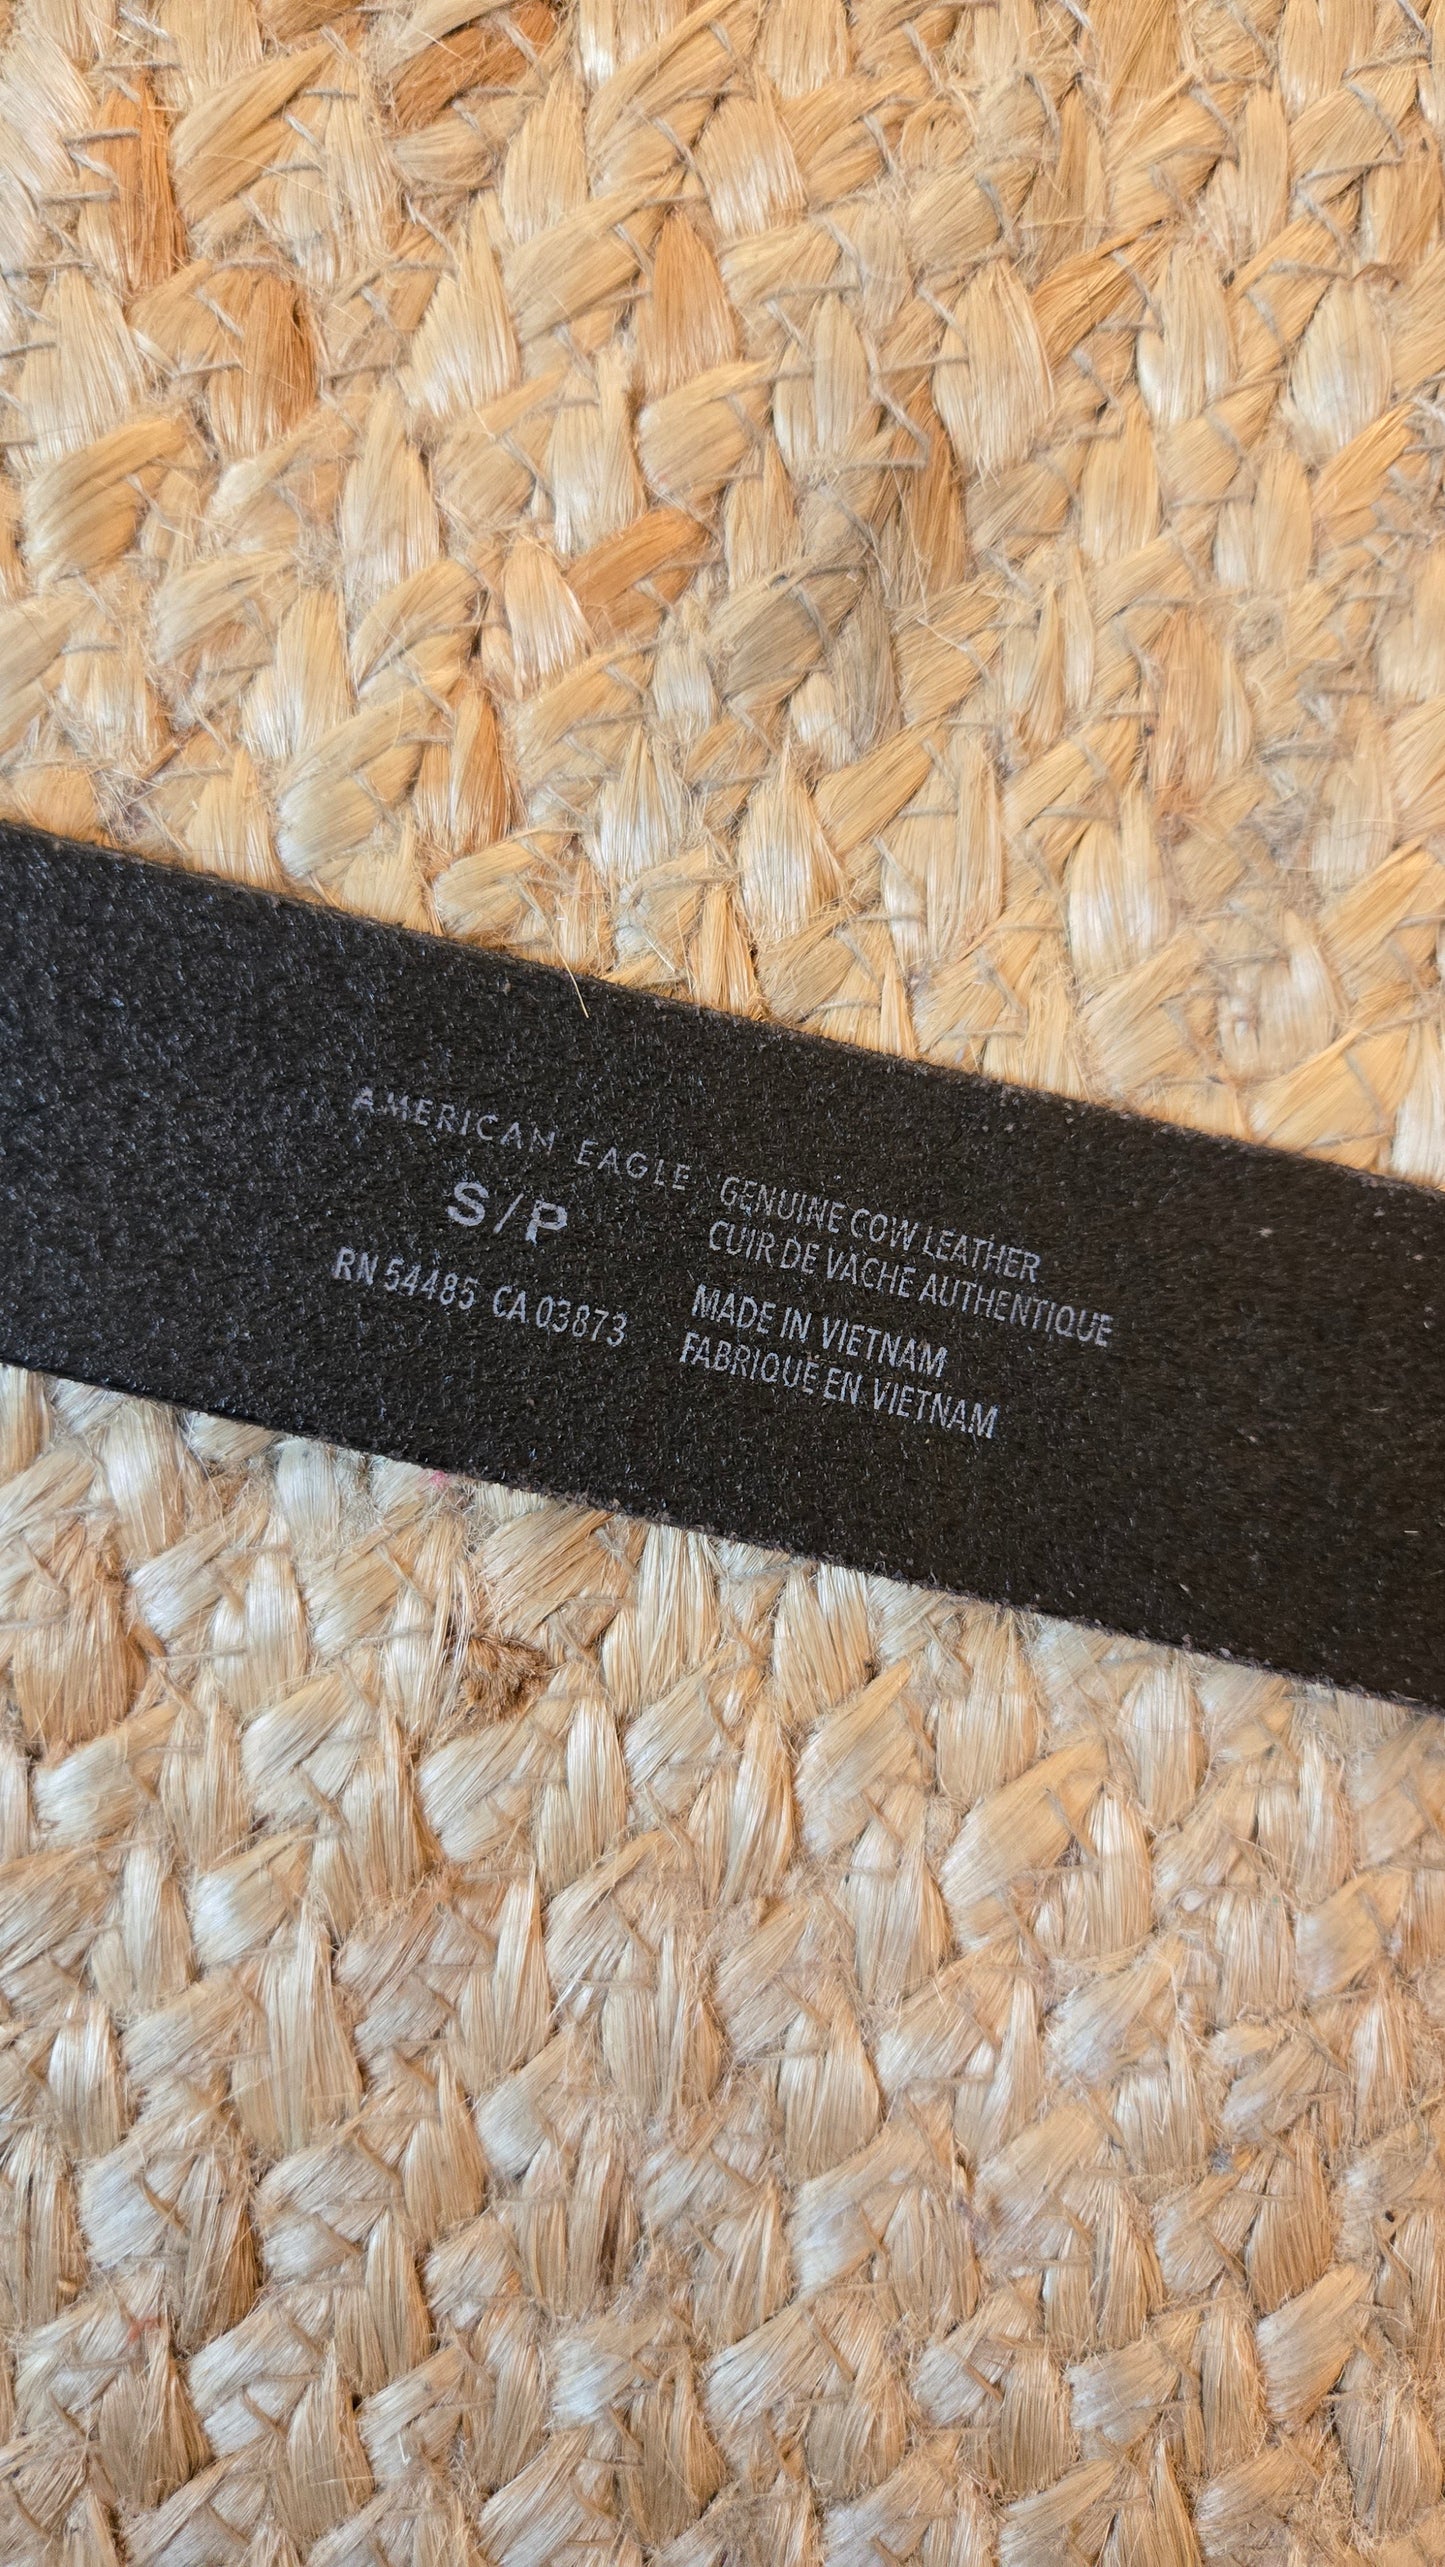 AMERICAN EAGLE
S/P
RN 54485 CA 03873
GENUINE COW LEATHER
CUIR DE VACHE AUTHENTIQUE
MADE IN VIETNAM
FABRIQUÉ EN VIETNAM